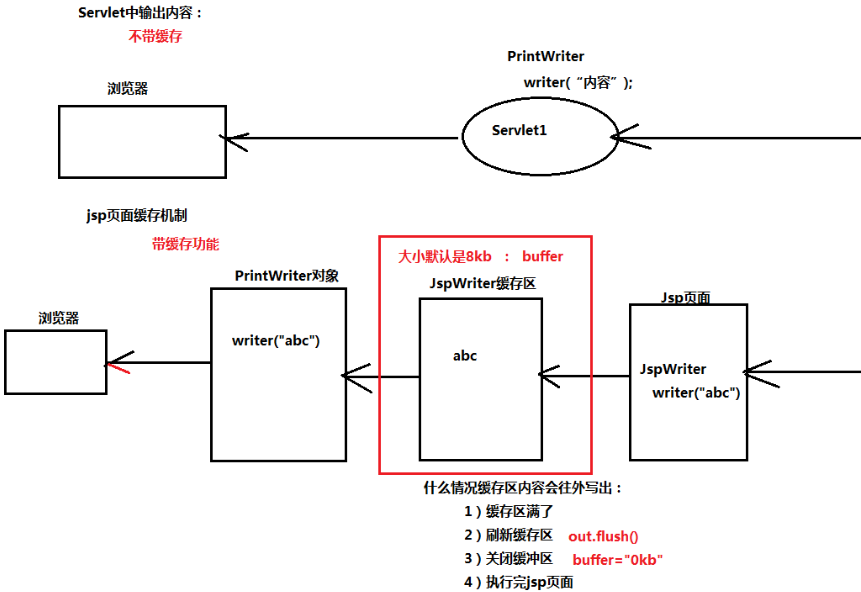 Servlet中输出内容：
不带缓存
PrintWriter
writer(“内容”);
浏览器
Servlet1
jsp页面缓存机制
带缓存功能
大小默认是8kb ： buffer
PrintWriter对象
JspWriter缓存区
Jsp页面
浏览器
writer("abc")
abc
JspWriter
writer("abc")
什么情况缓存区内容会往外写出：
1）缓存区满了
2）刷新缓存区 out.flush()
3）关闭缓冲区 buffer="0kb"
4）执行完jsp页面